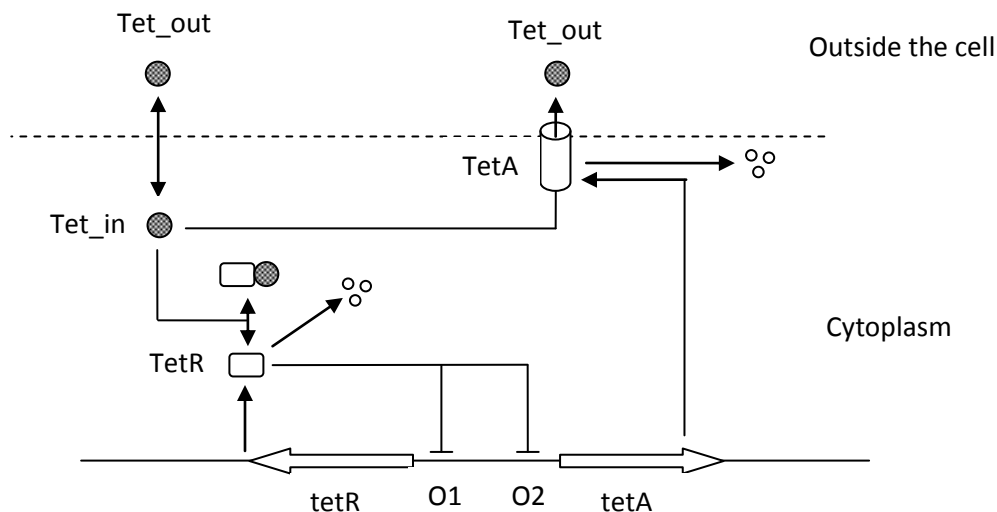 Tet_out
Tet_out
Outside the cell
TetA
Tet_in
Cytoplasm
TetR
tetR
O1
O2
tetA